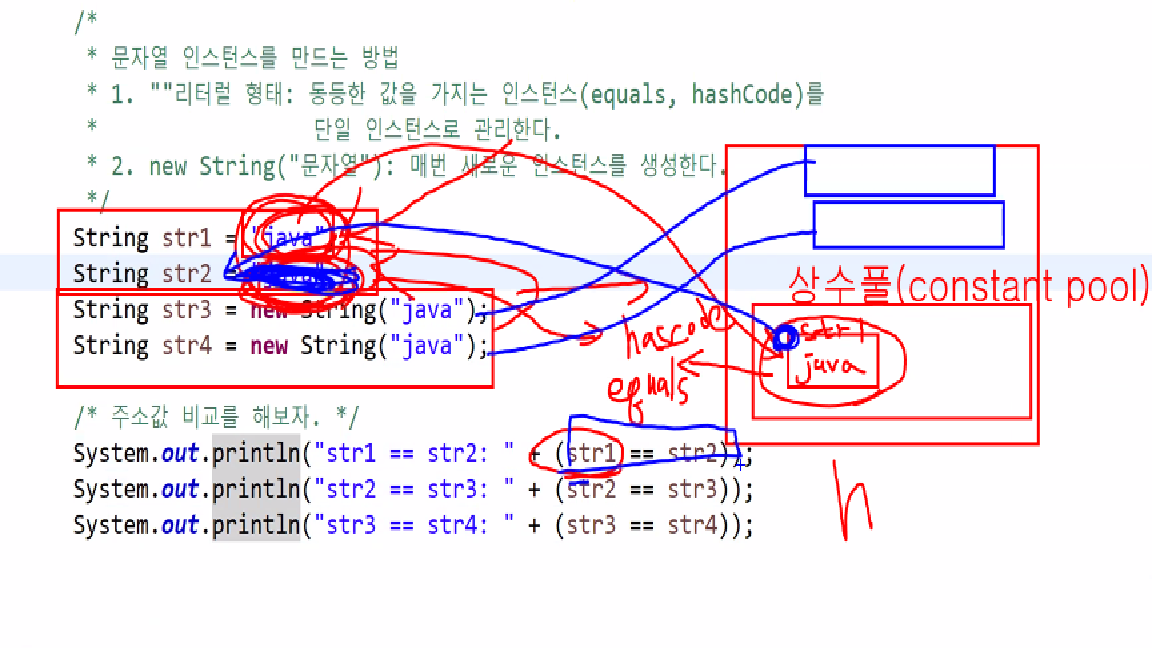 /*
* 문자열 인스턴스를 만드는 방법
* 1. ""리터럴 형태: 동등한 값을 가지는 인스턴스(equals, hashCode)를
* 단일 인스턴스로 관리한다.
* 2. new String("문자열"): 매번 새로운 인스턴스를 생성한다.
*/
String str1 = "java"
String str2 =
상수풀(constant pool)
String str3 = new String("java");
hascode
str1
String str4 = new String("java");
java
equals
/* 주소값 비교를 해보자. */
System.out.println("str1 == str2: " + (str1 == str2));
System.out.println("str2 == str3: " + (str2 == str3));
h
System.out.println("str3 == str4: " + (str3 == str4));